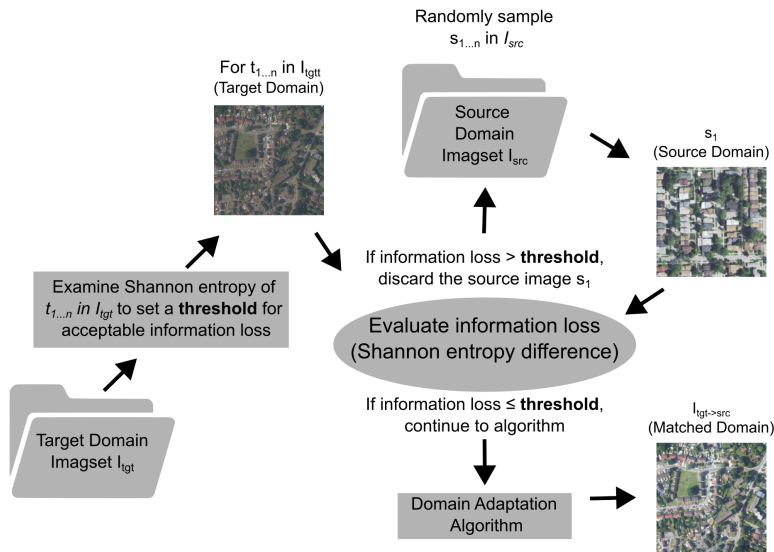 Randomly sample
s1...n in Isrc
For t1...n in Itgtt
(Target Domain)
Source
Domain
Imagset Isrc
s1
(Source Domain)
If information loss > threshold,
discard the source image s1
Examine Shannon entropy of
t1...n in Itgt to set a threshold for
acceptable information loss
Evaluate information loss
(Shannon entropy difference)
If information loss ≤ threshold,
continue to algorithm
Target Domain
Imagset Itgt
Itgt->src
(Matched Domain)
Domain Adaptation
Algorithm